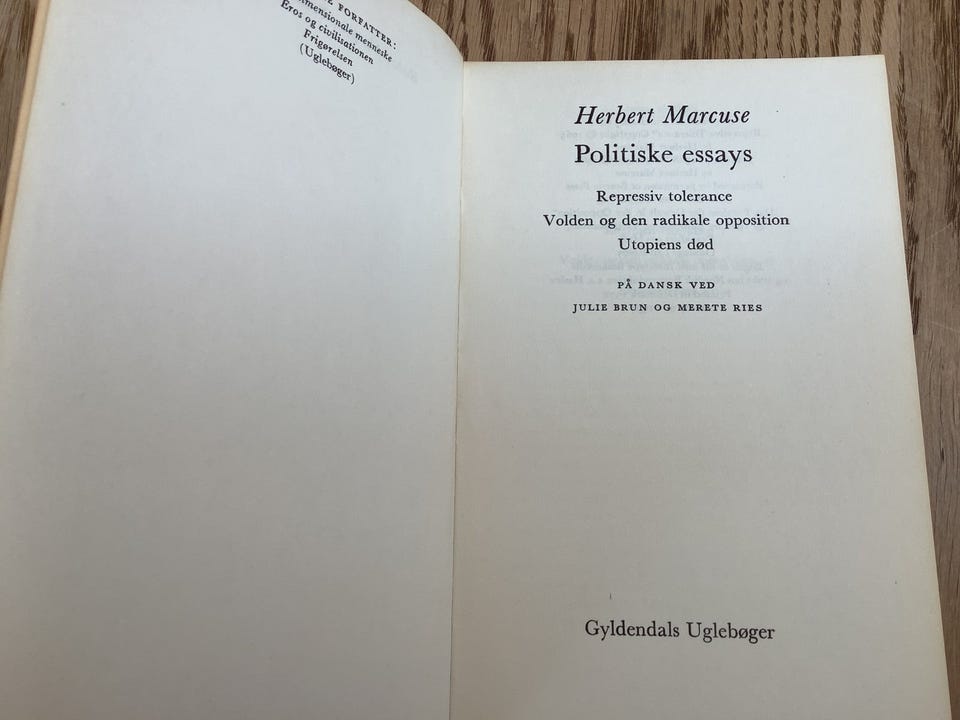 FORFATTER:
menneske
Eros og civilisationen
Frigørelsen
(Uglebøger)
Herbert Marcuse
Politiske essays
Repressiv tolerance
Volden og den radikale opposition
Utopiens død
PÅ DANSK VED
JULIE BRUN OG MERETE RIES
Gyldendals Uglebøger